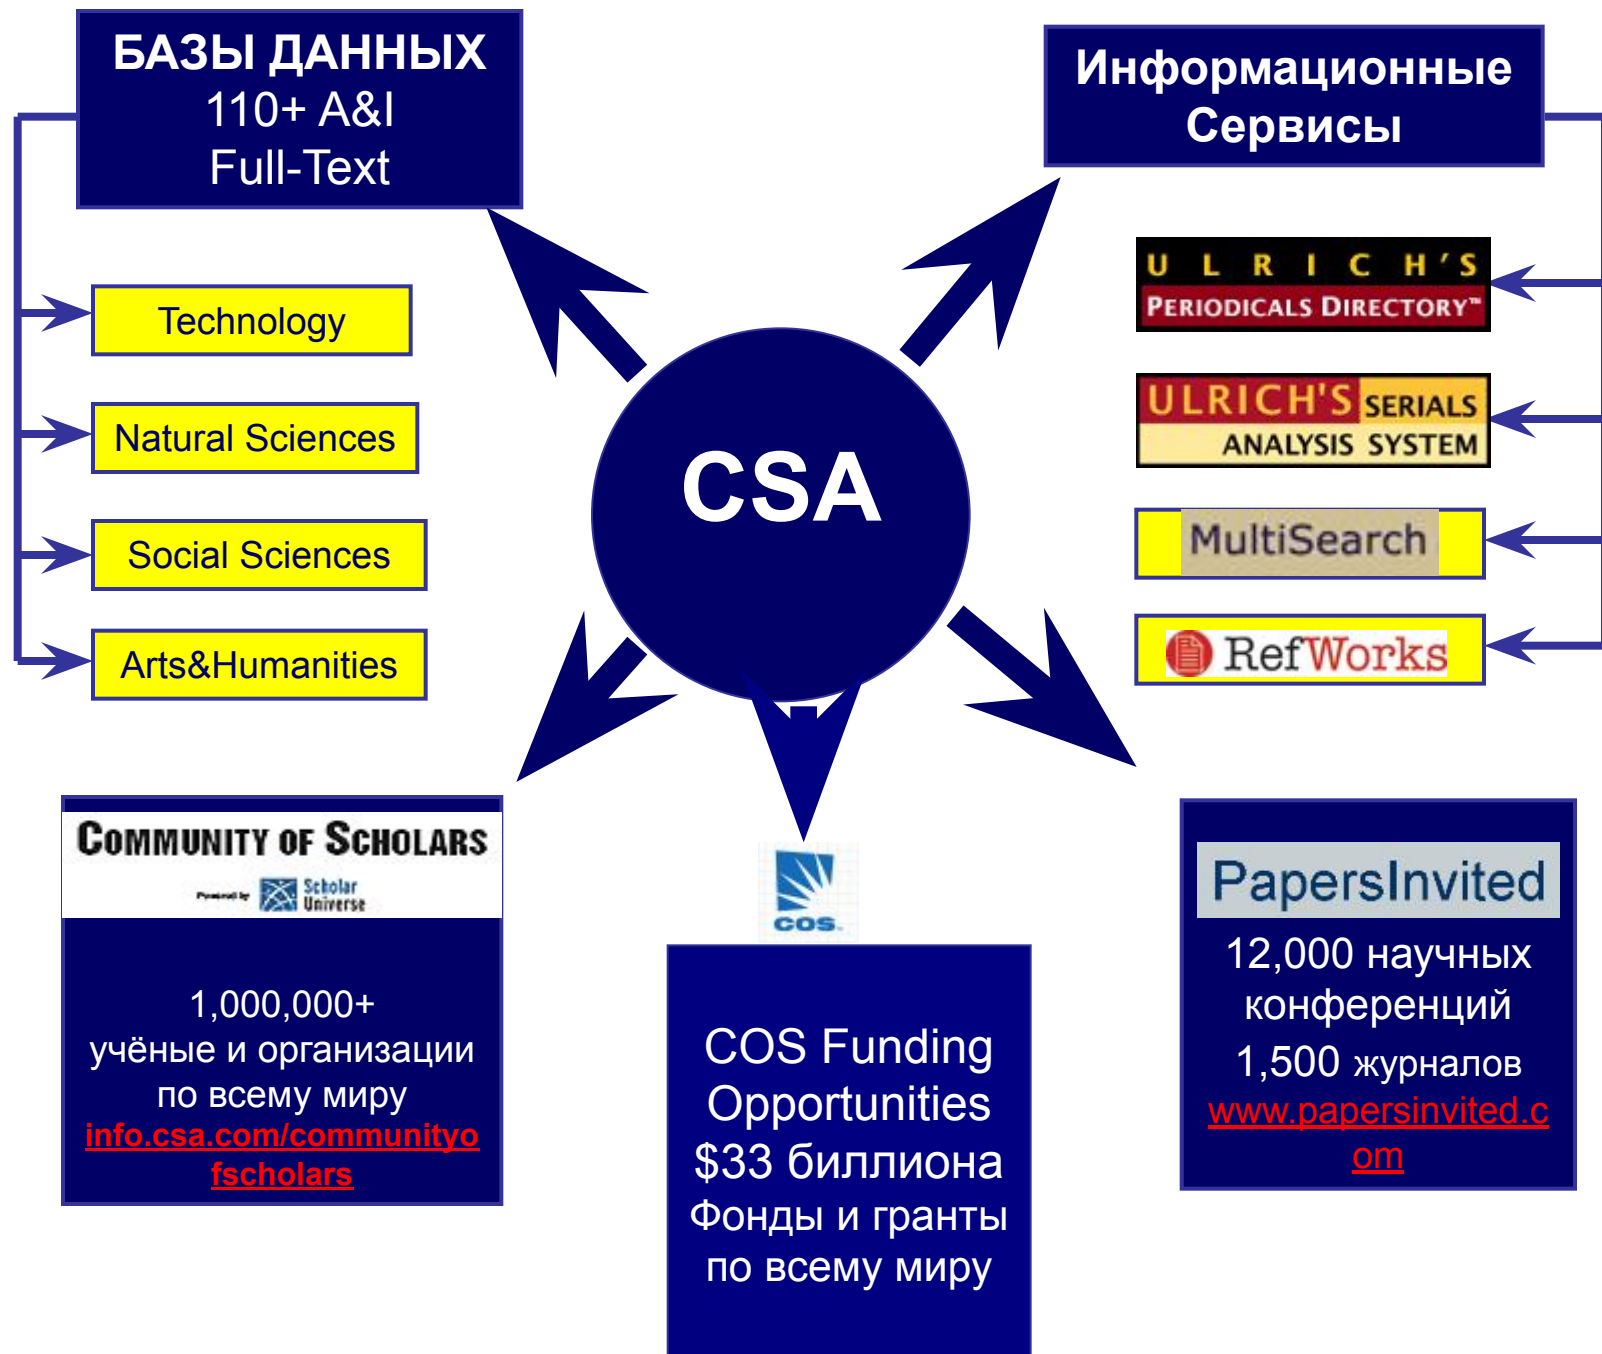 БАЗЫ ДАННЫХ
110+ A&I
Full-Text
Technology
Natural Sciences
Social Sciences
Arts&Humanities
Информационные
Сервисы
ULRICH'S
PERIODICALS DIRECTORY™
ULRICH'S SERIALS
ANALYSIS SYSTEM
MultiSearch
RefWorks
CSA
COMMUNITY OF SCHOLARS
Powered by Scholar
Universe
1,000,000+
учёные и организации
по всему миру
info.csa.com/communityo
fscholars
COS.
COS Funding
Opportunities
$33 биллиона
Фонды и гранты
по всему миру
PapersInvited
12,000 научных
конференций
1,500 журналов
www.papersinvited.c
om